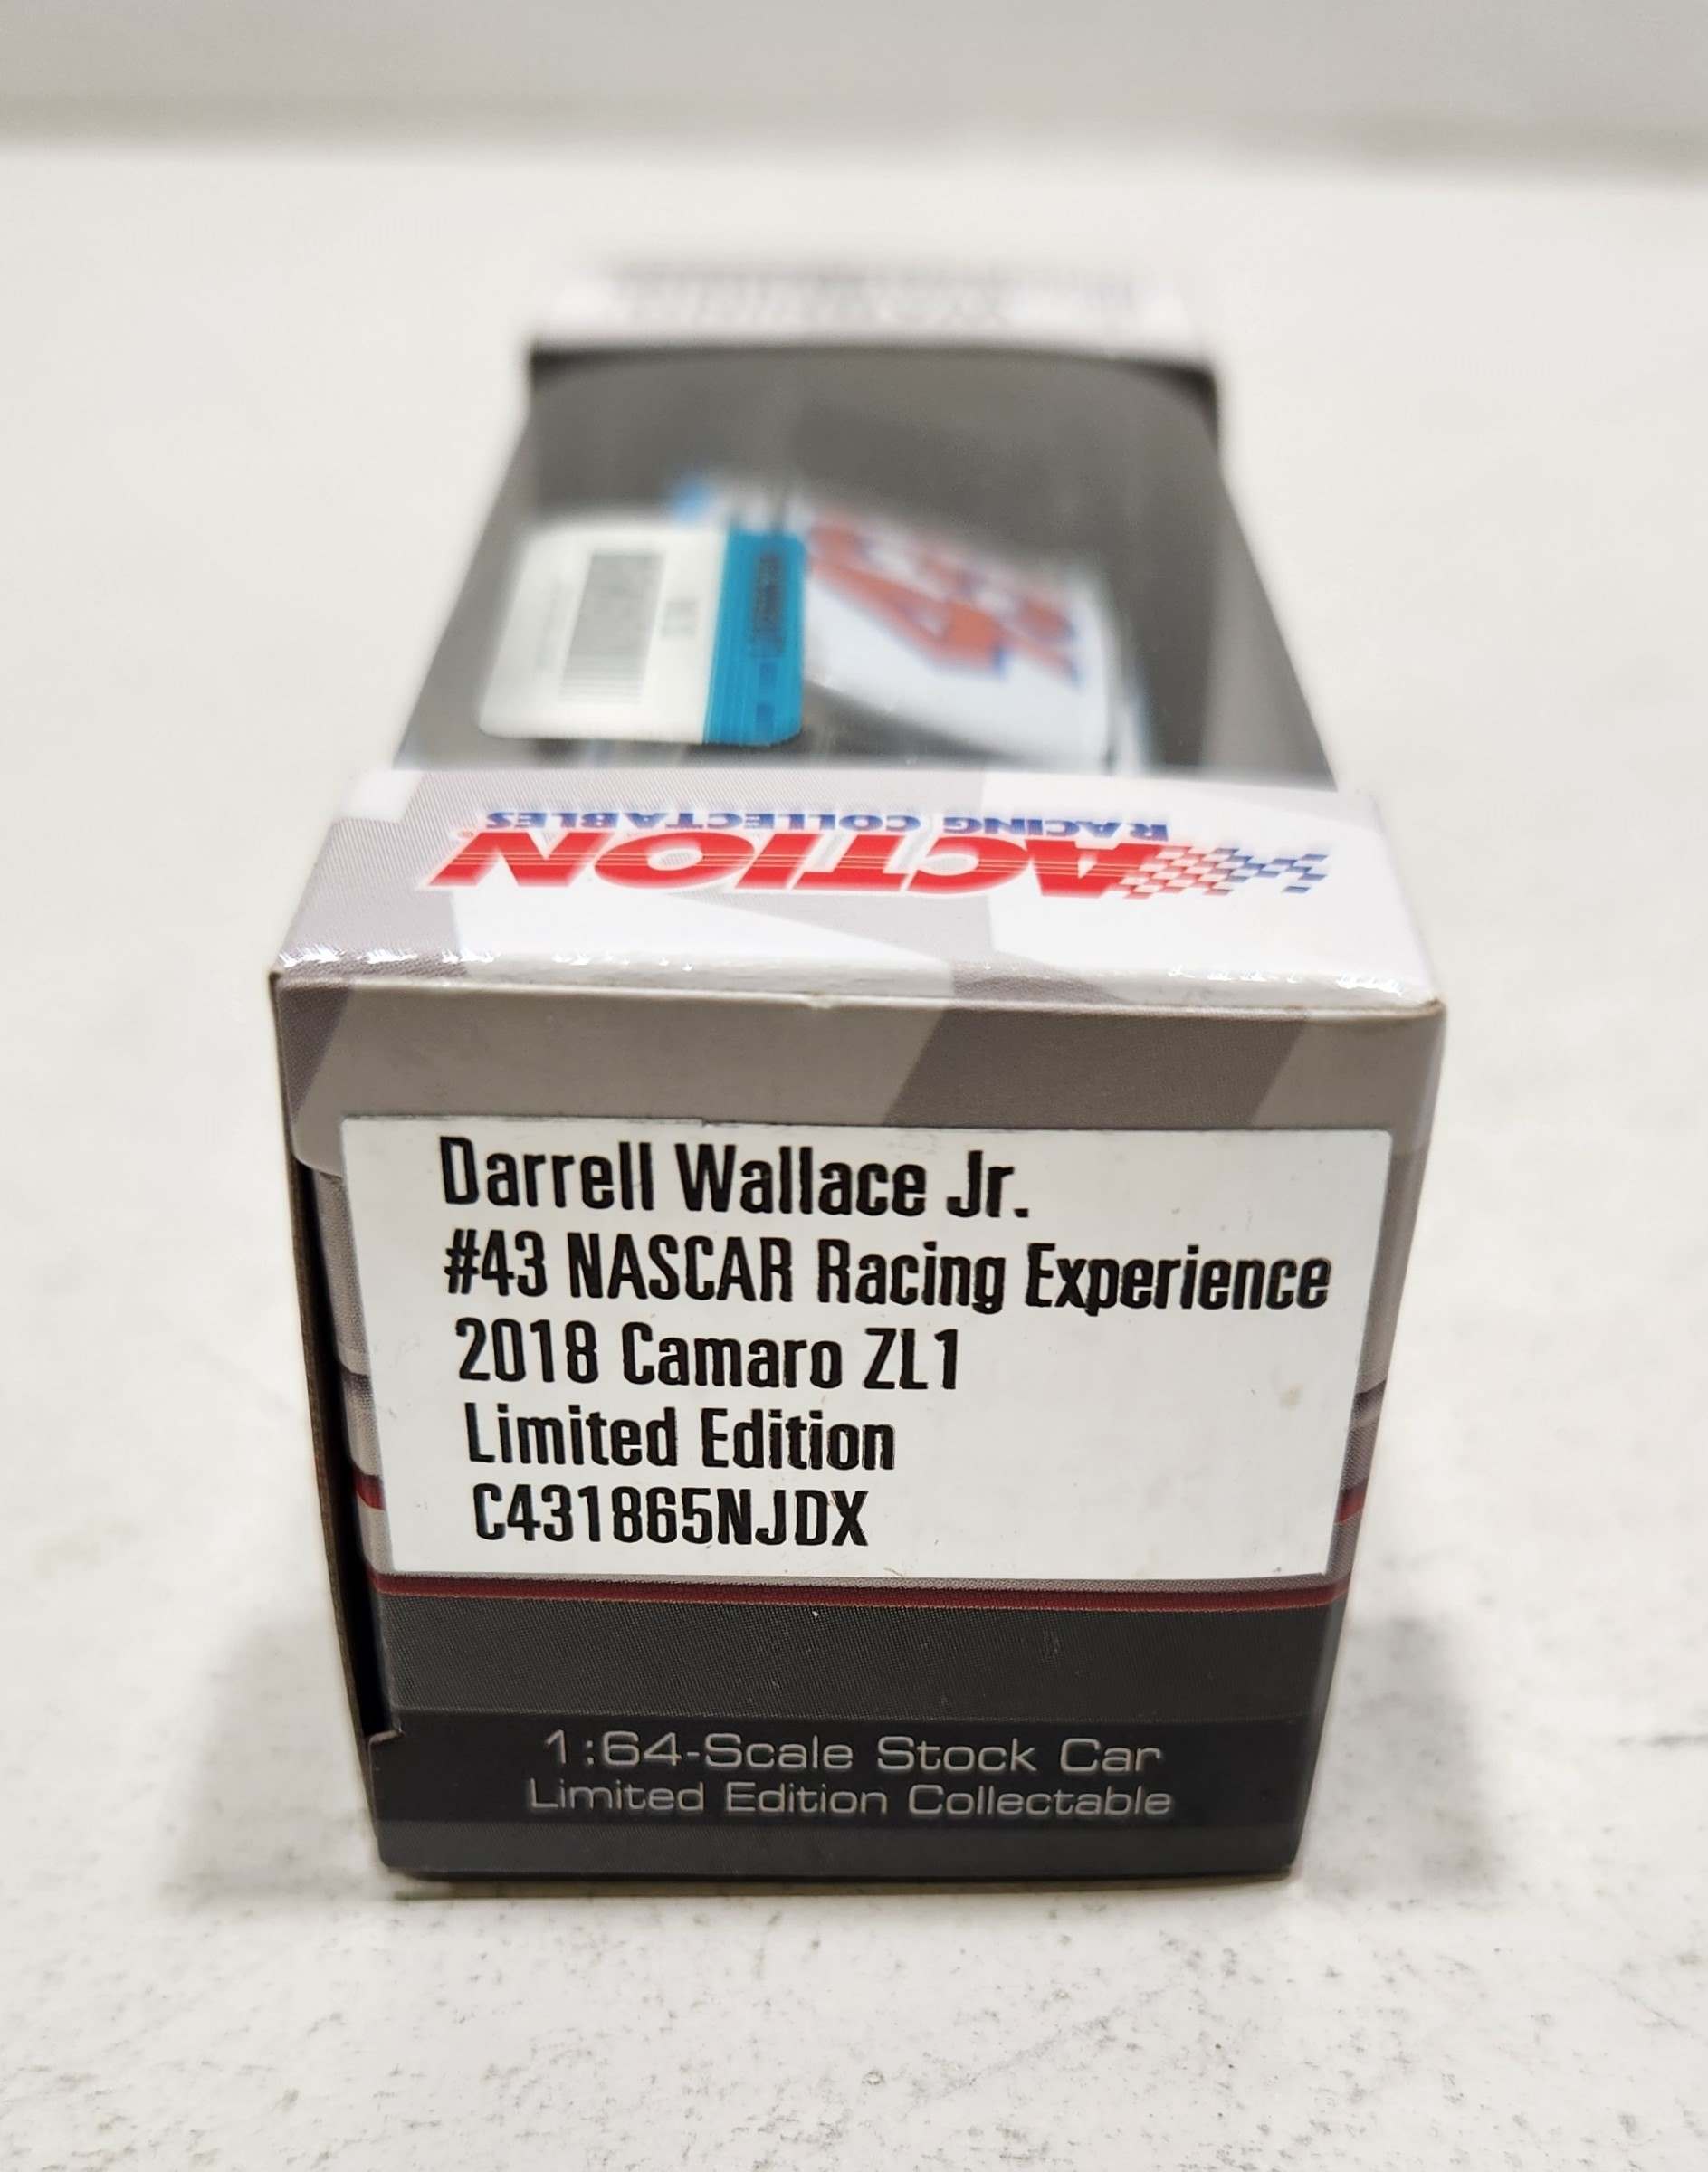 RACING COLLECTABLES
ACTION
Darrell Wallace Jr.
#43 NASCAR Racing Experience
2018 Camaro ZL1
Limited Edition
C431865NJDX
1:64-Scale Stock Car
Limited Edition Collectable